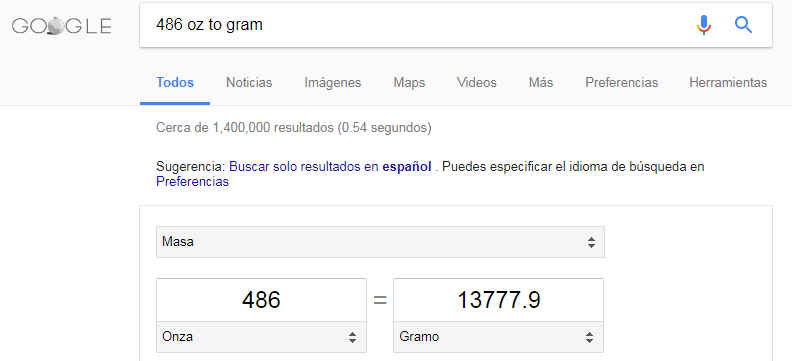 GOOGLE
486 oz to gram
Todos Noticias Imágenes Maps Videos Más Preferencias Herramientas
Cerca de 1,400,000 resultados (0.54 segundos)
Sugerencia: Buscar solo resultados en español . Puedes especificar el idioma de búsqueda en
Preferencias
Masa
486 = 13777.9
Onza Gramo